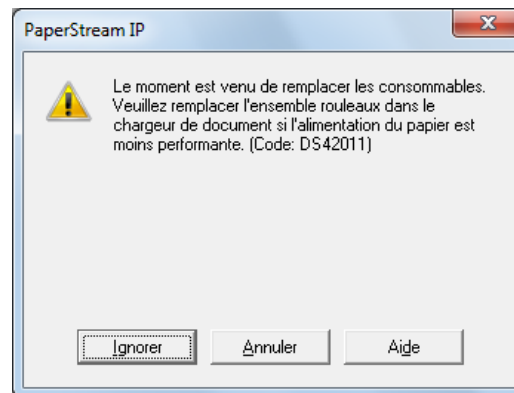 PaperStream IP
Le moment est venu de remplacer les consommables.
Veuillez remplacer l'ensemble rouleaux dans le
chargeur de document si l'alimentation du papier est
moins performante. (Code: DS42011)
Ignorer
Annuler
Aide